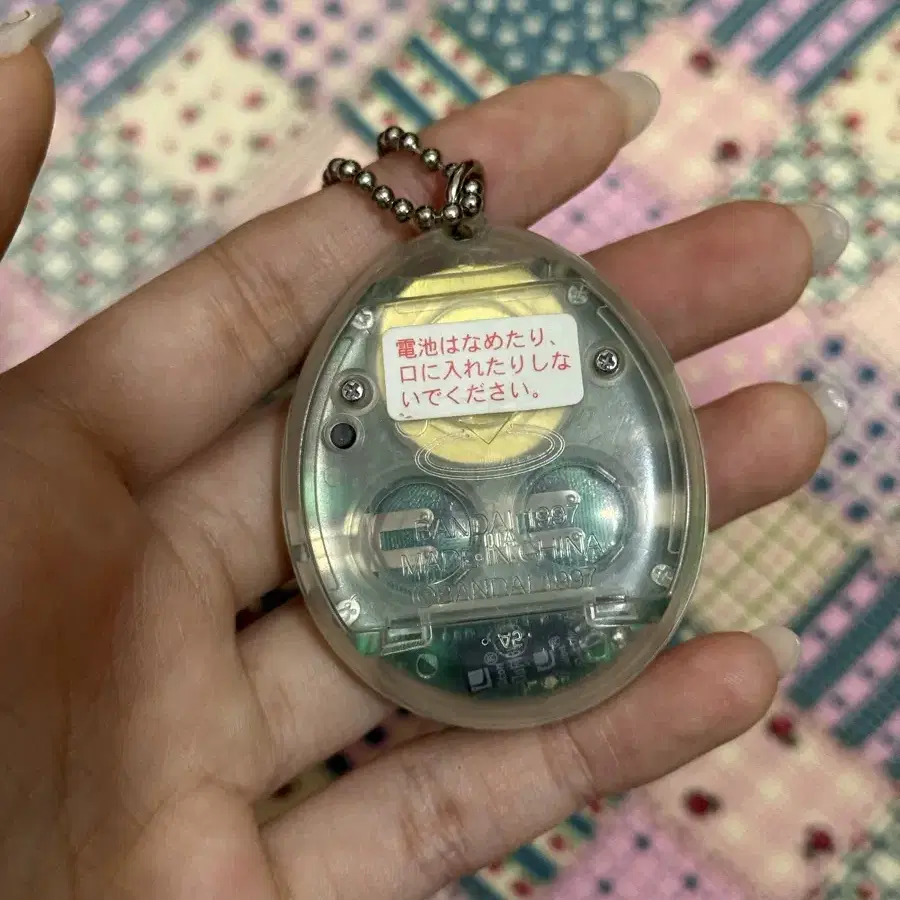 電池はなめたり、
口に入れたりしな
いでください。
BANDAI 1997
MADE IN CHINA
©BANDAI 1997